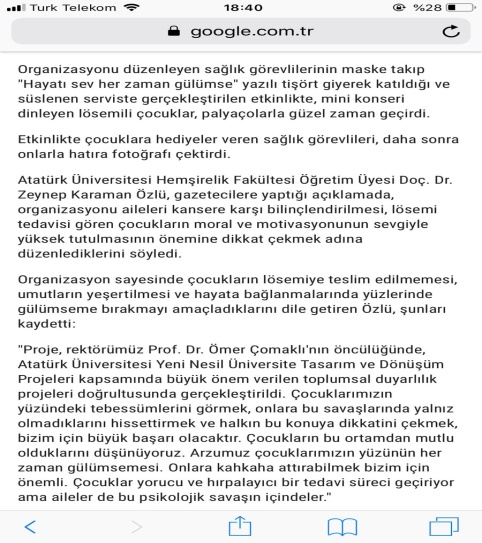 Turk Telekom 18:40 %28
google.com.tr
Organizasyonu düzenleyen sağlık görevlilerinin maske takıp
"Hayatı sev her zaman gülümse" yazılı tişört giyerek katıldığı ve
süslenen serviste gerçekleştirilen etkinlikte, mini konseri
dinleyen lösemili çocuklar, palyaçolarla güzel zaman geçirdi.
Etkinlikte çocuklara hediyeler veren sağlık görevlileri, daha sonra
onlarla hatıra fotoğrafı çektirdi.
Atatürk Üniversitesi Hemşirelik Fakültesi Öğretim Üyesi Doç. Dr.
Zeynep Karaman Özlü, gazetecilere yaptığı açıklamada,
organizasyonu aileleri kansere karşı bilinçlendirilmesi, lösemi
tedavisi gören çocukların moral ve motivasyonunun sevgiyle
yüksek tutulmasının önemine dikkat çekmek adına
düzenlediklerini söyledi.
Organizasyon sayesinde çocukların lösemiye teslim edilmemesi,
umutların yeşertilmesi ve hayata bağlanmalarında yüzlerinde
gülümseme bırakmayı amaçladıklarını dile getiren Özlü, şunları
kaydetti:
"Proje, rektörümüz Prof. Dr. Ömer Çomaklı'nın öncülüğünde,
Atatürk Üniversitesi Yeni Nesil Üniversite Tasarım ve Dönüşüm
Projeleri kapsamında büyük önem verilen toplumsal duyarlılık
projeleri doğrultusunda gerçekleştirildi. Çocuklarımızın
yüzündeki tebessümlerini görmek, onlara bu savaşlarında yalnız
olmadıklarını hissettirmek ve halkın bu konuya dikkatini çekmek,
bizim için büyük başarı olacaktır. Çocukların bu ortamdan mutlu
olduklarını düşünüyoruz. Arzumuz çocuklarımızın yüzünün her
zaman gülümsemesi. Onlara kahkaha attırabilmek bizim için
önemli. Çocuklar yorucu ve hırpalayıcı bir tedavi süreci geçiriyor
ama aileler de bu psikolojik savaşın içindeler."